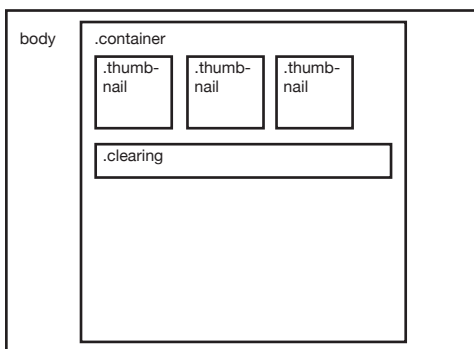 body
.container
.thumb-
nail
.thumb-
nail
.thumb-
nail
.clearing